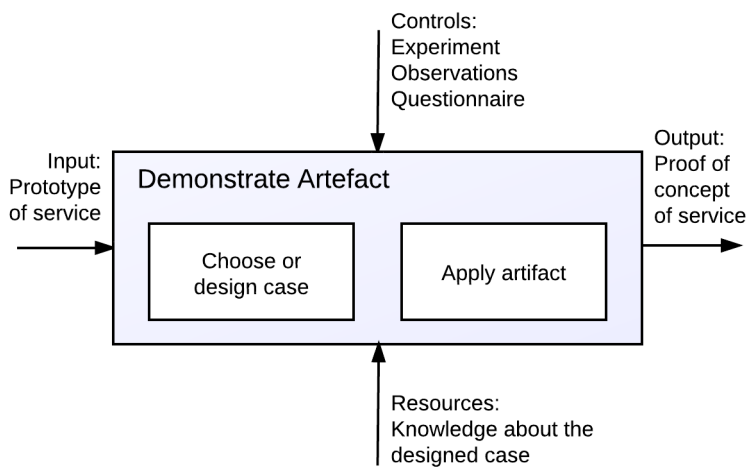 Controls:
Experiment
Observations
Questionnaire
Input:
Prototype
of service
Demonstrate Artefact
Choose or
design case
Apply artifact
Output:
Proof of
concept
of service
Resources:
Knowledge about the
designed case